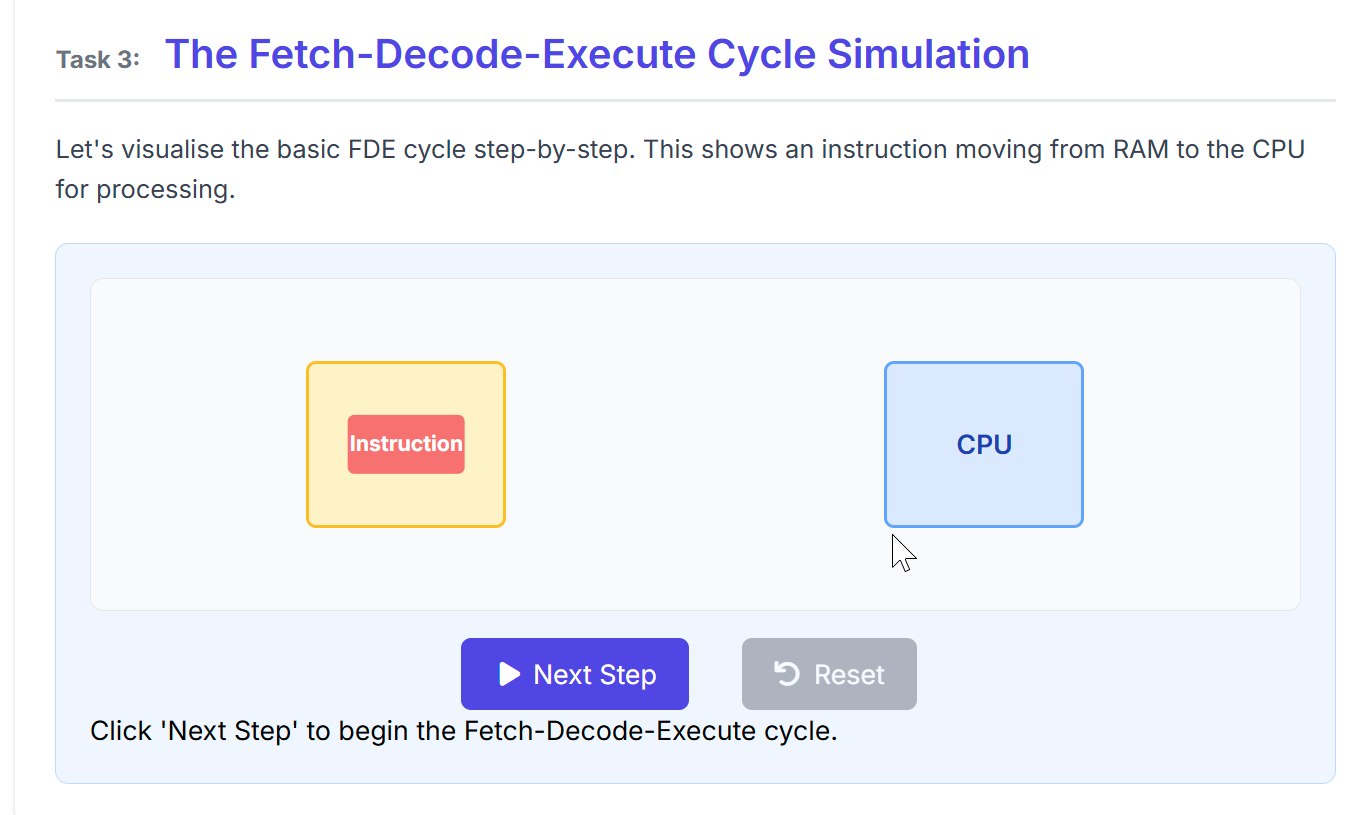 Task 3: The Fetch-Decode-Execute Cycle Simulation
Let's visualise the basic FDE cycle step-by-step. This shows an instruction moving from RAM to the CPU
for processing.
Instruction
CPU
Next Step
Reset
Click 'Next Step' to begin the Fetch-Decode-Execute cycle.